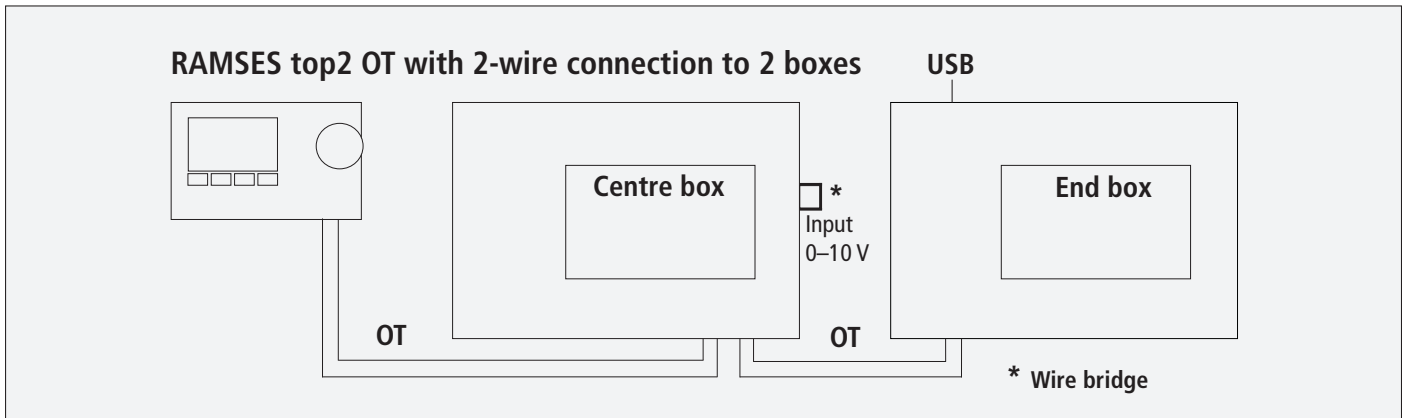 RAMSES top2 OT with 2-wire connection to 2 boxes
USB
Centre box
*
Input
0–10 V
End box
OT
OT
* Wire bridge